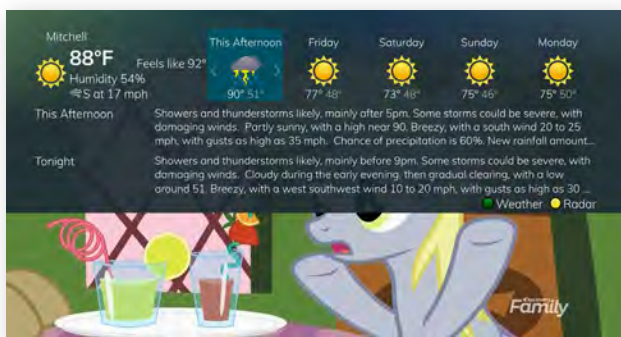 Mitchell
88°F
Feels like 92°
Humidity 54%
S at 17 mph
This Afternoon
90° 51°
Friday
77° 48°
Saturday
73° 48°
Sunday
75° 46°
Monday
75° 50°
This Afternoon
Showers and thunderstorms likely, mainly after 5pm. Some storms could be severe, with
damaging winds. Partly sunny, with a high near 90. Breezy, with a south wind 20 to 25
mph, with gusts as high as 35 mph. Chance of precipitation is 60%. New rainfall amount...
Tonight
Showers and thunderstorms likely, mainly before 9pm. Some storms could be severe, with
damaging winds. Cloudy during the early evening, then gradual clearing, with a low
around 51. Breezy, with a west southwest wind 10 to 20 mph, with gusts as high as 30 ...
Weather
Radar
Discovery
Family